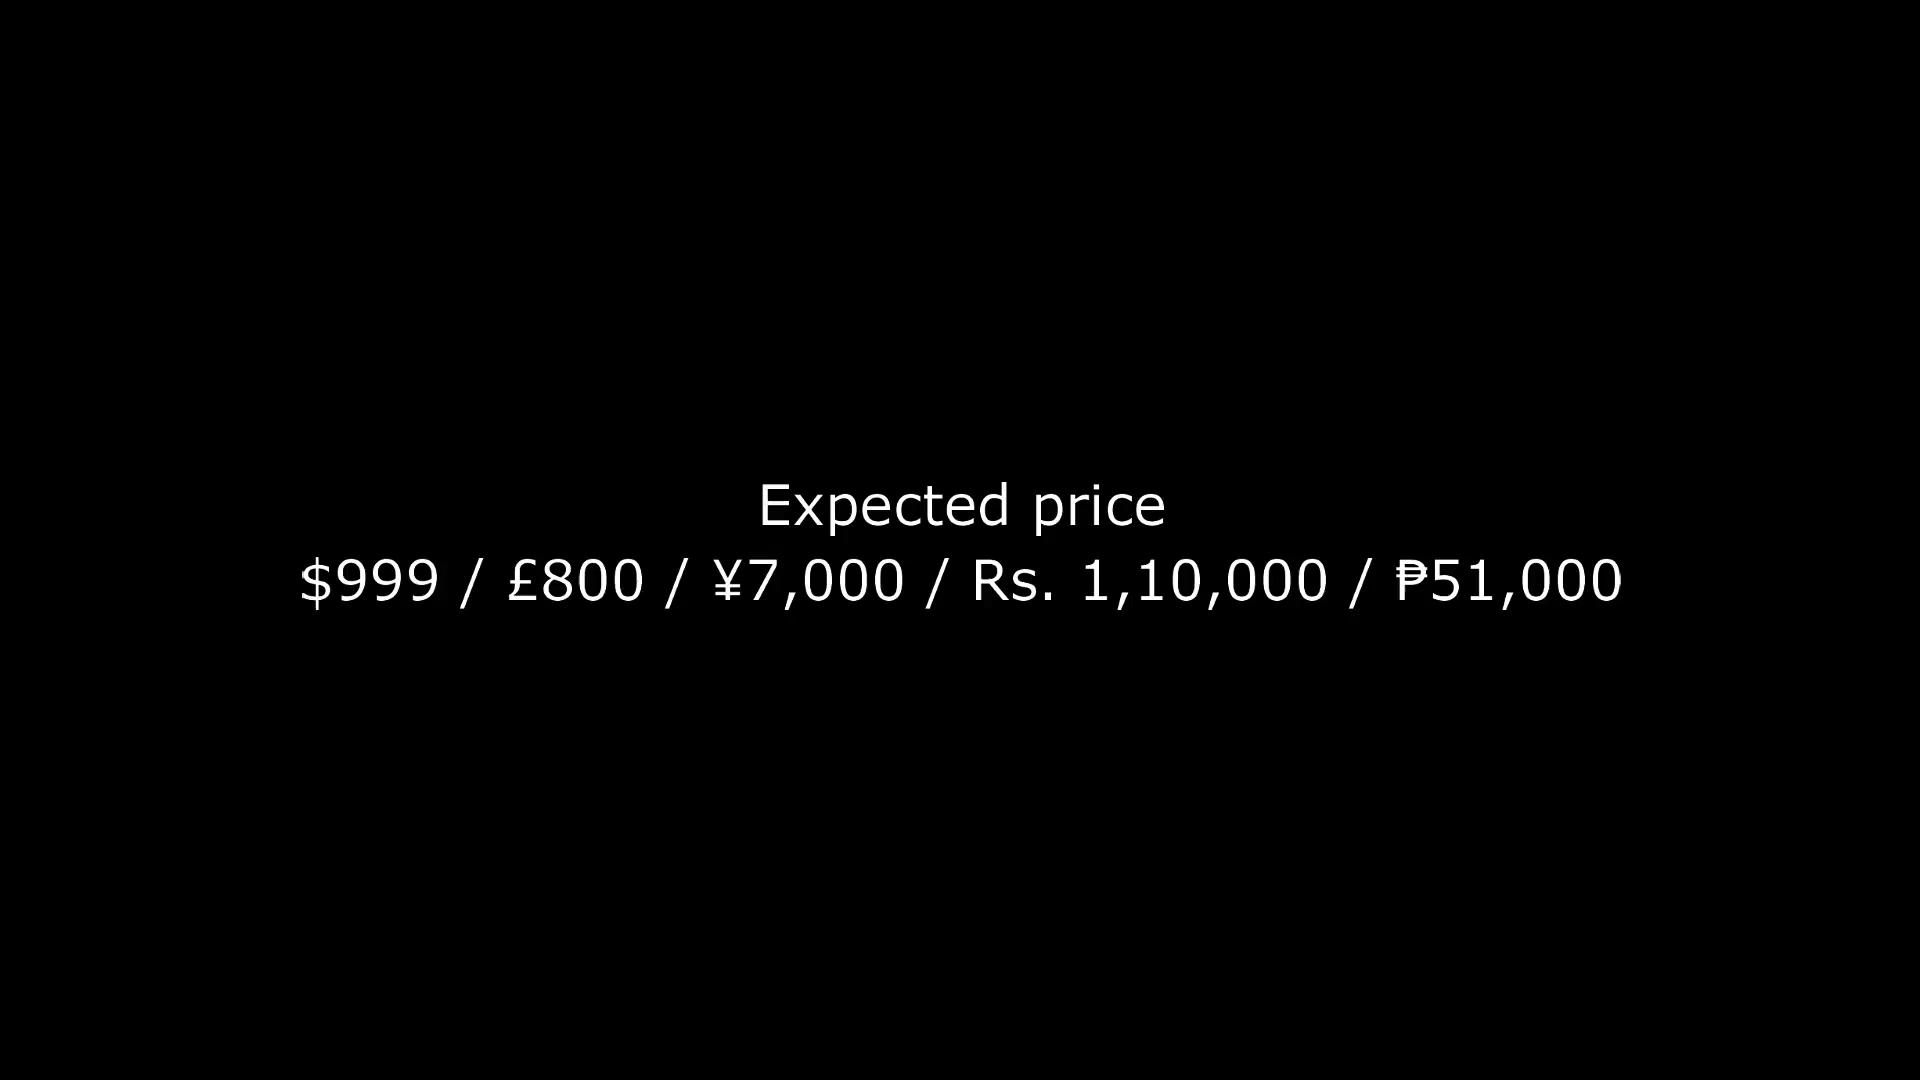 Expected price
$999 / £800 / ¥7,000 / Rs. 1,10,000 / ₱51,000